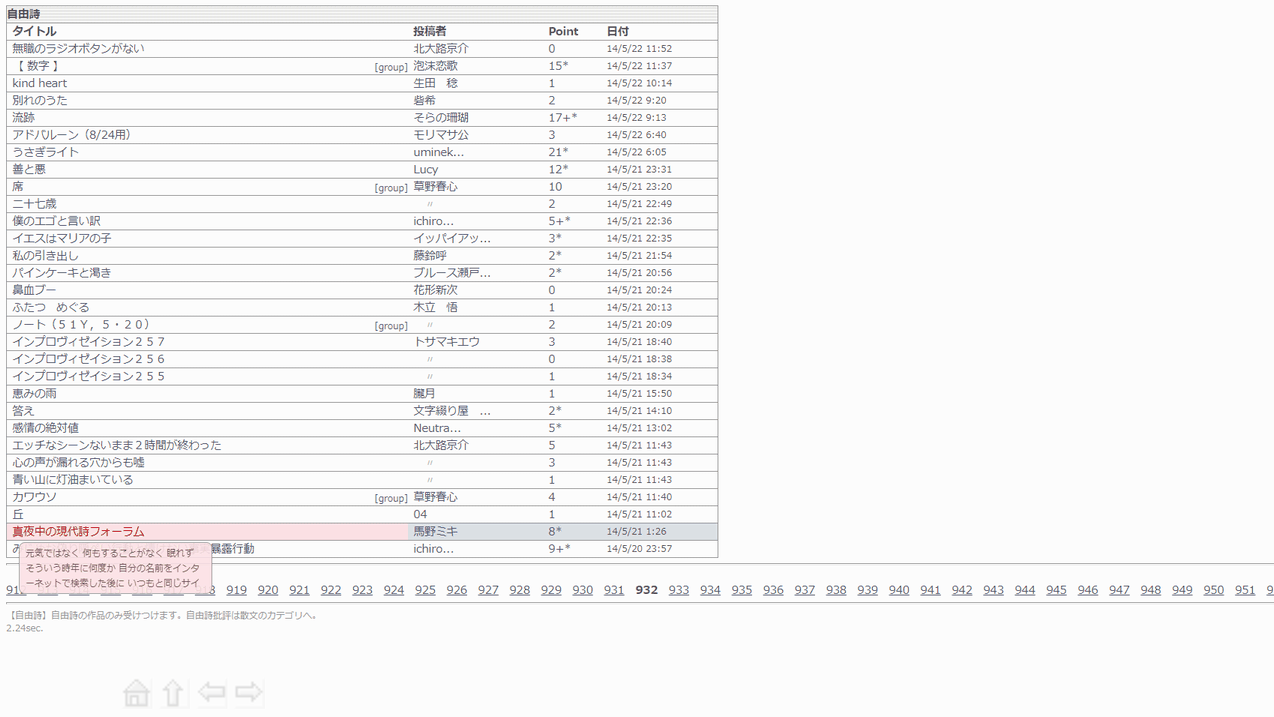 自由詩
タイトル 投稿者 Point 日付
無職のラジオボタンがない 北大路京介 0 14/5/22 11:52
【 数字 】 [group] 泡沫恋歌 15* 14/5/22 11:37
kind heart 生田　稔 1 14/5/22 10:14
別れのうた 砦希 2 14/5/22 9:20
流跡 そらの珊瑚 17+* 14/5/22 9:13
アドバルーン（8/24用） モリマサ公 3 14/5/22 6:40
うさぎライト uminek... 21* 14/5/22 6:05
善と悪 Lucy 12* 14/5/21 23:31
席 [group] 草野春心 10 14/5/21 23:20
二十七歳 〃 2 14/5/21 22:49
僕のエゴと言い訳 ichiro... 5+* 14/5/21 22:36
イエスはマリアの子 イッパイアッ... 3* 14/5/21 22:35
私の引き出し 藤鈴呼 2* 14/5/21 21:54
パインケーキと渇き ブルース瀬戸... 2* 14/5/21 20:56
鼻血ブー 花形新次 0 14/5/21 20:24
ふたつ　めぐる 木立　悟 1 14/5/21 20:13
ノート（５１Ｙ，５・２０） [group] 〃 2 14/5/21 20:09
インプロヴィゼイション２５７ トサマキエウ 3 14/5/21 18:40
インプロヴィゼイション２５６ 〃 0 14/5/21 18:38
インプロヴィゼイション２５５ 〃 1 14/5/21 18:34
恵みの雨 朧月 1 14/5/21 15:50
答え 文字綴り屋　... 2* 14/5/21 14:10
感情の絶対値 Neutra... 5* 14/5/21 13:02
エッチなシーンないまま２時間が終わった 北大路京介 5 14/5/21 11:43
心の声が漏れる穴からも嘘 〃 3 14/5/21 11:43
青い山に灯油まいている 〃 1 14/5/21 11:43
カワウソ [group] 草野春心 4 14/5/21 11:40
丘 04 1 14/5/21 11:02
真夜中の現代詩フォーラム 馬野ミキ 8* 14/5/21 1:26
暴露行動 ichiro... 9+* 14/5/20 23:57
元気ではなく 何もすることがなく 眠れず
そういう時年に何度か 自分の名前をインタ
ーネットで検索した後に いつもと同じサイ
919 920 921 922 923 924 925 926 927 928 929 930 931 932 933 934 935 936 937 938 939 940 941 942 943 944 945 946 947 948 949 950 951
【自由詩】自由詩の作品のみ受けつけます。自由詩批評は散文のカテゴリへ。
2.24sec.